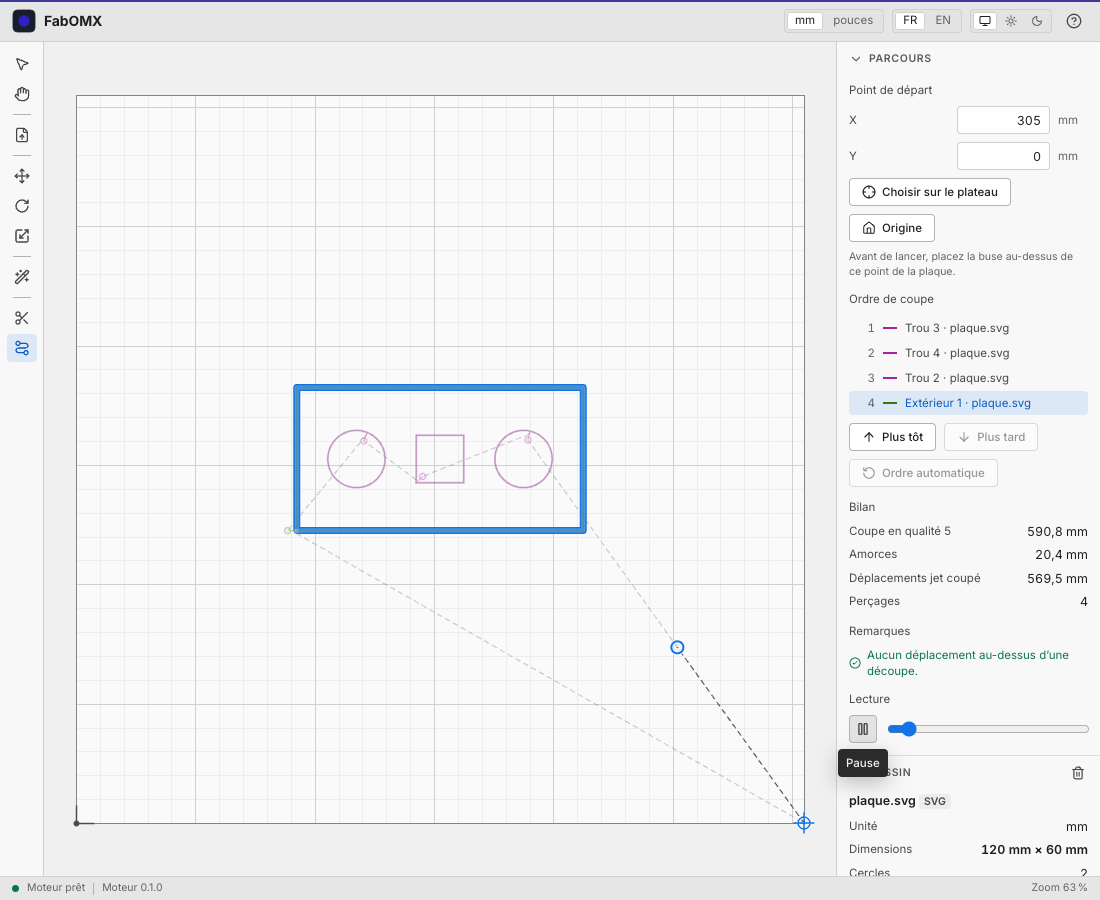 FabOMX
mm pouces
FR EN
PARCOURS
Point de départ
X 305 mm
Y 0 mm
Choisir sur le plateau
Origine
Avant de lancer, placez la buse au-dessus de
ce point de la plaque.
Ordre de coupe
1 Trou 3 · plaque.svg
2 Trou 4 · plaque.svg
3 Trou 2 · plaque.svg
4 Extérieur 1 · plaque.svg
Plus tôt Plus tard
Ordre automatique
Bilan
Coupe en qualité 5 590,8 mm
Amorces 20,4 mm
Déplacements jet coupé 569,5 mm
Perçages 4
Remarques
Aucun déplacement au-dessus d’une
découpe.
Lecture
Pause
SSIN
plaque.svg SVG
Unité mm
Dimensions 120 mm × 60 mm
Cercles 2
Moteur prêt Moteur 0.1.0
Zoom 63 %